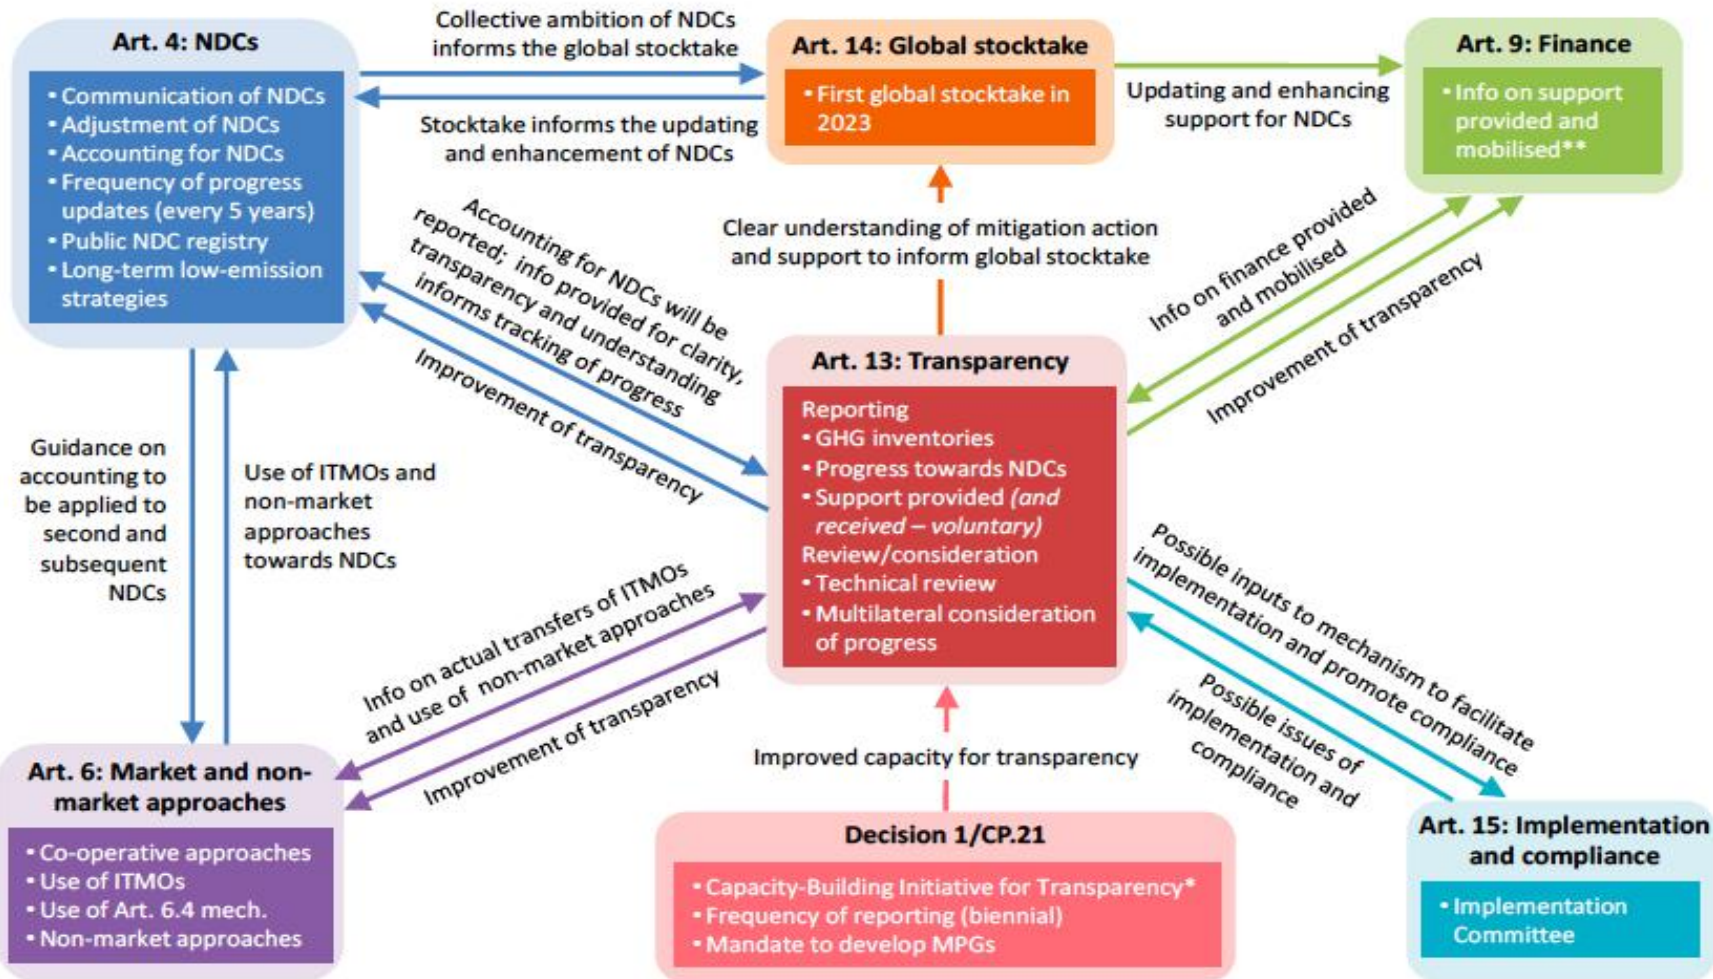 Art. 4: NDCs
• Communication of NDCs
• Adjustment of NDCs
• Accounting for NDCs
• Frequency of progress
updates (every 5 years)
• Public NDC registry
• Long-term low-emission
strategies
Collective ambition of NDCs
informs the global stocktake
Stocktake informs the updating
and enhancement of NDCs
Art. 14: Global stocktake
• First global stocktake in
2023
Updating and enhancing
support for NDCs
Art. 9: Finance
• Info on support
provided and
mobilised**
Accounting for NDCs will be
reported; info provided for clarity,
transparency and understanding
informs tracking of progress
Improvement of transparency
Clear understanding of mitigation action
and support to inform global stocktake
Info on finance provided
and mobilised
Improvement of transparency
Art. 13: Transparency
Reporting
• GHG inventories
• Progress towards NDCs
• Support provided (and
received – voluntary)
Review/consideration
• Technical review
• Multilateral consideration
of progress
Guidance on
accounting to
be applied to
second and
subsequent
NDCs
Use of ITMOs and
non-market
approaches
towards NDCs
Info on actual transfers of ITMOs
and use of non-market approaches
Improvement of transparency
Possible inputs to mechanism to facilitate
implementation and promote compliance
Possible issues of
implementation and
compliance
Improved capacity for transparency
Art. 6: Market and non-
market approaches
• Co-operative approaches
• Use of ITMOs
• Use of Art. 6.4 mech.
• Non-market approaches
Decision 1/CP.21
• Capacity-Building Initiative for Transparency*
• Frequency of reporting (biennial)
• Mandate to develop MPGs
Art. 15: Implementation
and compliance
• Implementation
Committee